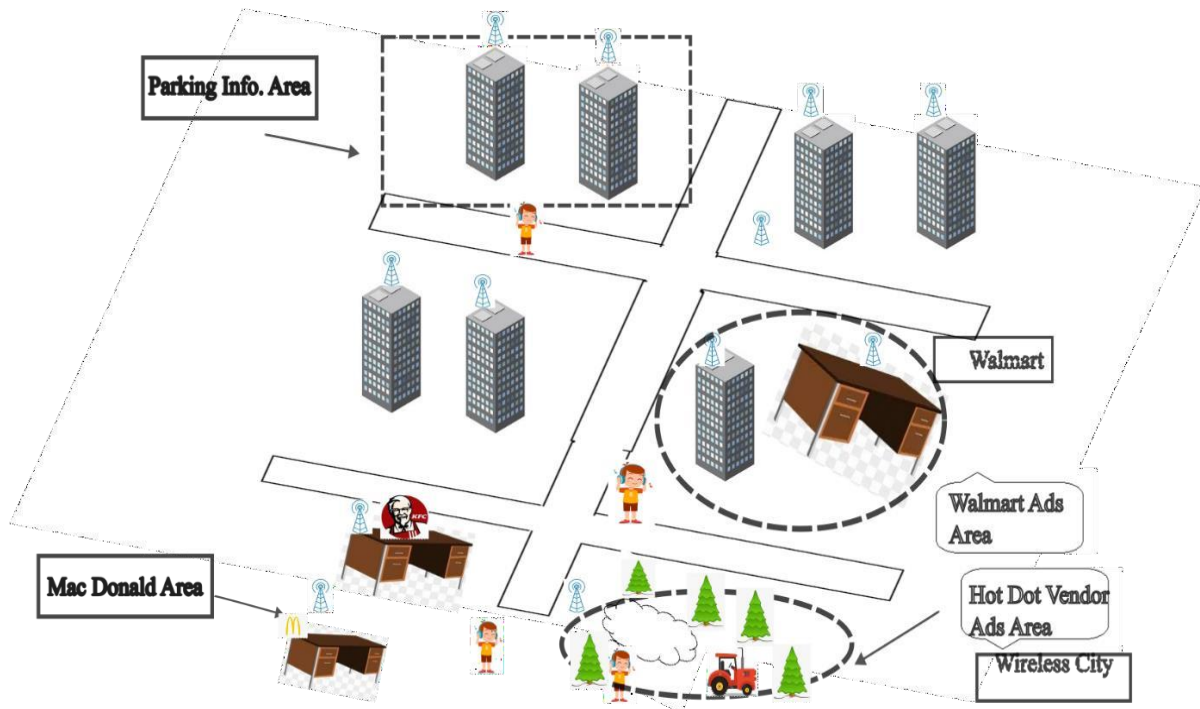 Parking Info. Area
Walmart
KFC
Walmart Ads
Area
Mac Donald Area
Hot Dot Vendor
Ads Area
Wireless City